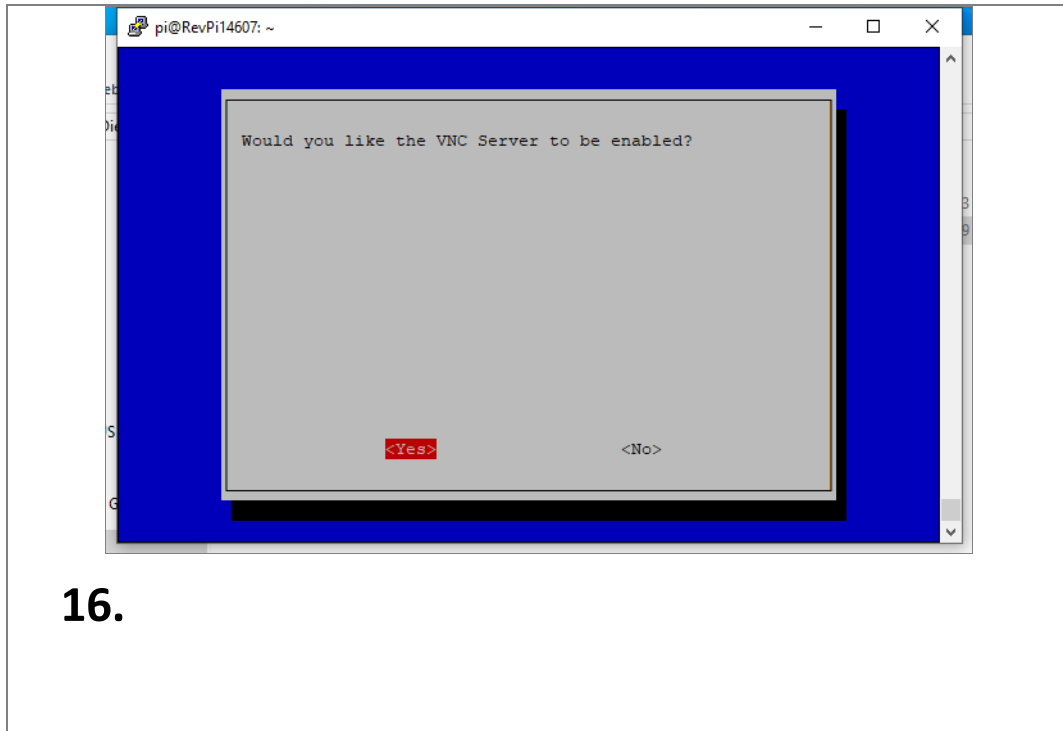 pi@RevPi14607: ~
Would you like the VNC Server to be enabled?
<Yes> <No>
16.